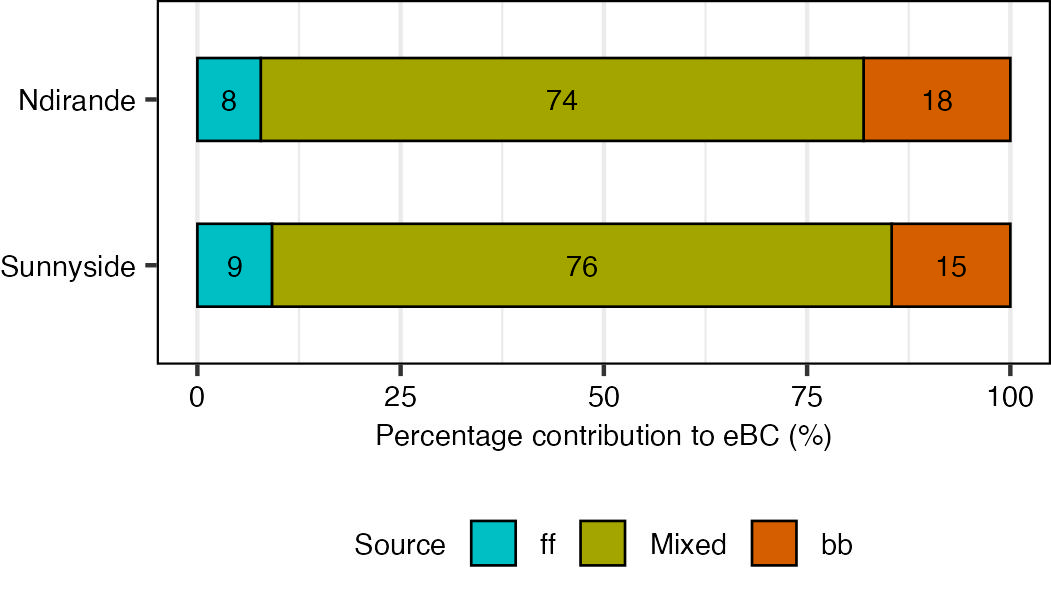 Ndirande 8 74 18
Sunnyside 9 76 15
0 25 50 75 100
Percentage contribution to eBC (%)
Source ff Mixed bb